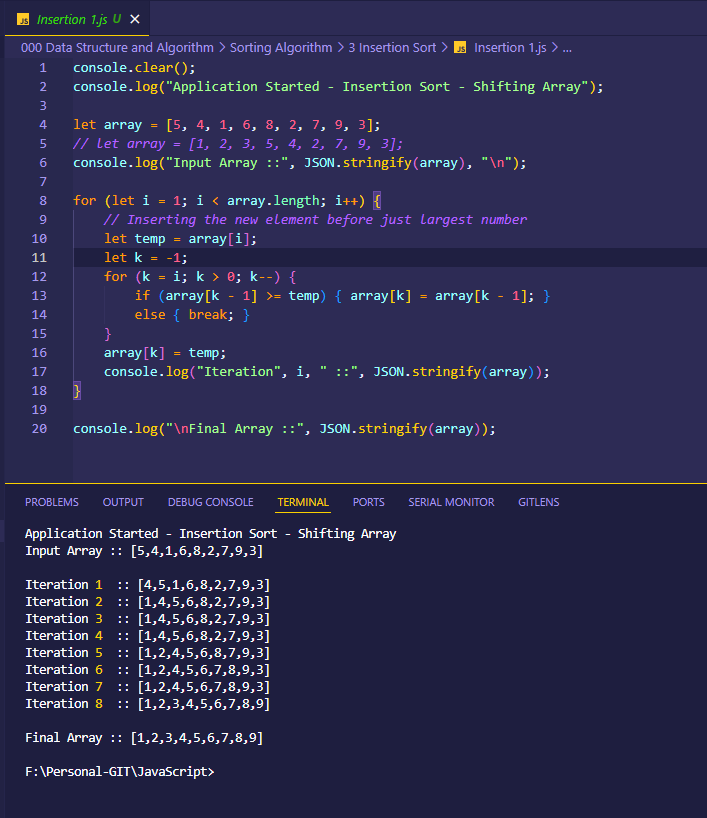 JS Insertion 1.js U ×
000 Data Structure and Algorithm > Sorting Algorithm > 3 Insertion Sort > JS Insertion 1.js > ...
1 console.clear();
2 console.log("Application Started - Insertion Sort - Shifting Array");
3
4 let array = [5, 4, 1, 6, 8, 2, 7, 9, 3];
5 // let array = [1, 2, 3, 5, 4, 2, 7, 9, 3];
6 console.log("Input Array ::", JSON.stringify(array), "\n");
7
8 for (let i = 1; i < array.length; i++) {
9     // Inserting the new element before just largest number
10     let temp = array[i];
11     let k = -1;
12     for (k = i; k > 0; k--) {
13         if (array[k - 1] >= temp) { array[k] = array[k - 1]; }
14         else { break; }
15     }
16     array[k] = temp;
17     console.log("Iteration", i, " ::", JSON.stringify(array));
18 }
19
20 console.log("\nFinal Array ::", JSON.stringify(array));
PROBLEMS OUTPUT DEBUG CONSOLE TERMINAL PORTS SERIAL MONITOR GITLENS
Application Started - Insertion Sort - Shifting Array
Input Array :: [5,4,1,6,8,2,7,9,3]
Iteration 1  :: [4,5,1,6,8,2,7,9,3]
Iteration 2  :: [1,4,5,6,8,2,7,9,3]
Iteration 3  :: [1,4,5,6,8,2,7,9,3]
Iteration 4  :: [1,4,5,6,8,2,7,9,3]
Iteration 5  :: [1,2,4,5,6,8,7,9,3]
Iteration 6  :: [1,2,4,5,6,7,8,9,3]
Iteration 7  :: [1,2,4,5,6,7,8,9,3]
Iteration 8  :: [1,2,3,4,5,6,7,8,9]
Final Array :: [1,2,3,4,5,6,7,8,9]
F:\Personal-GIT\JavaScript>